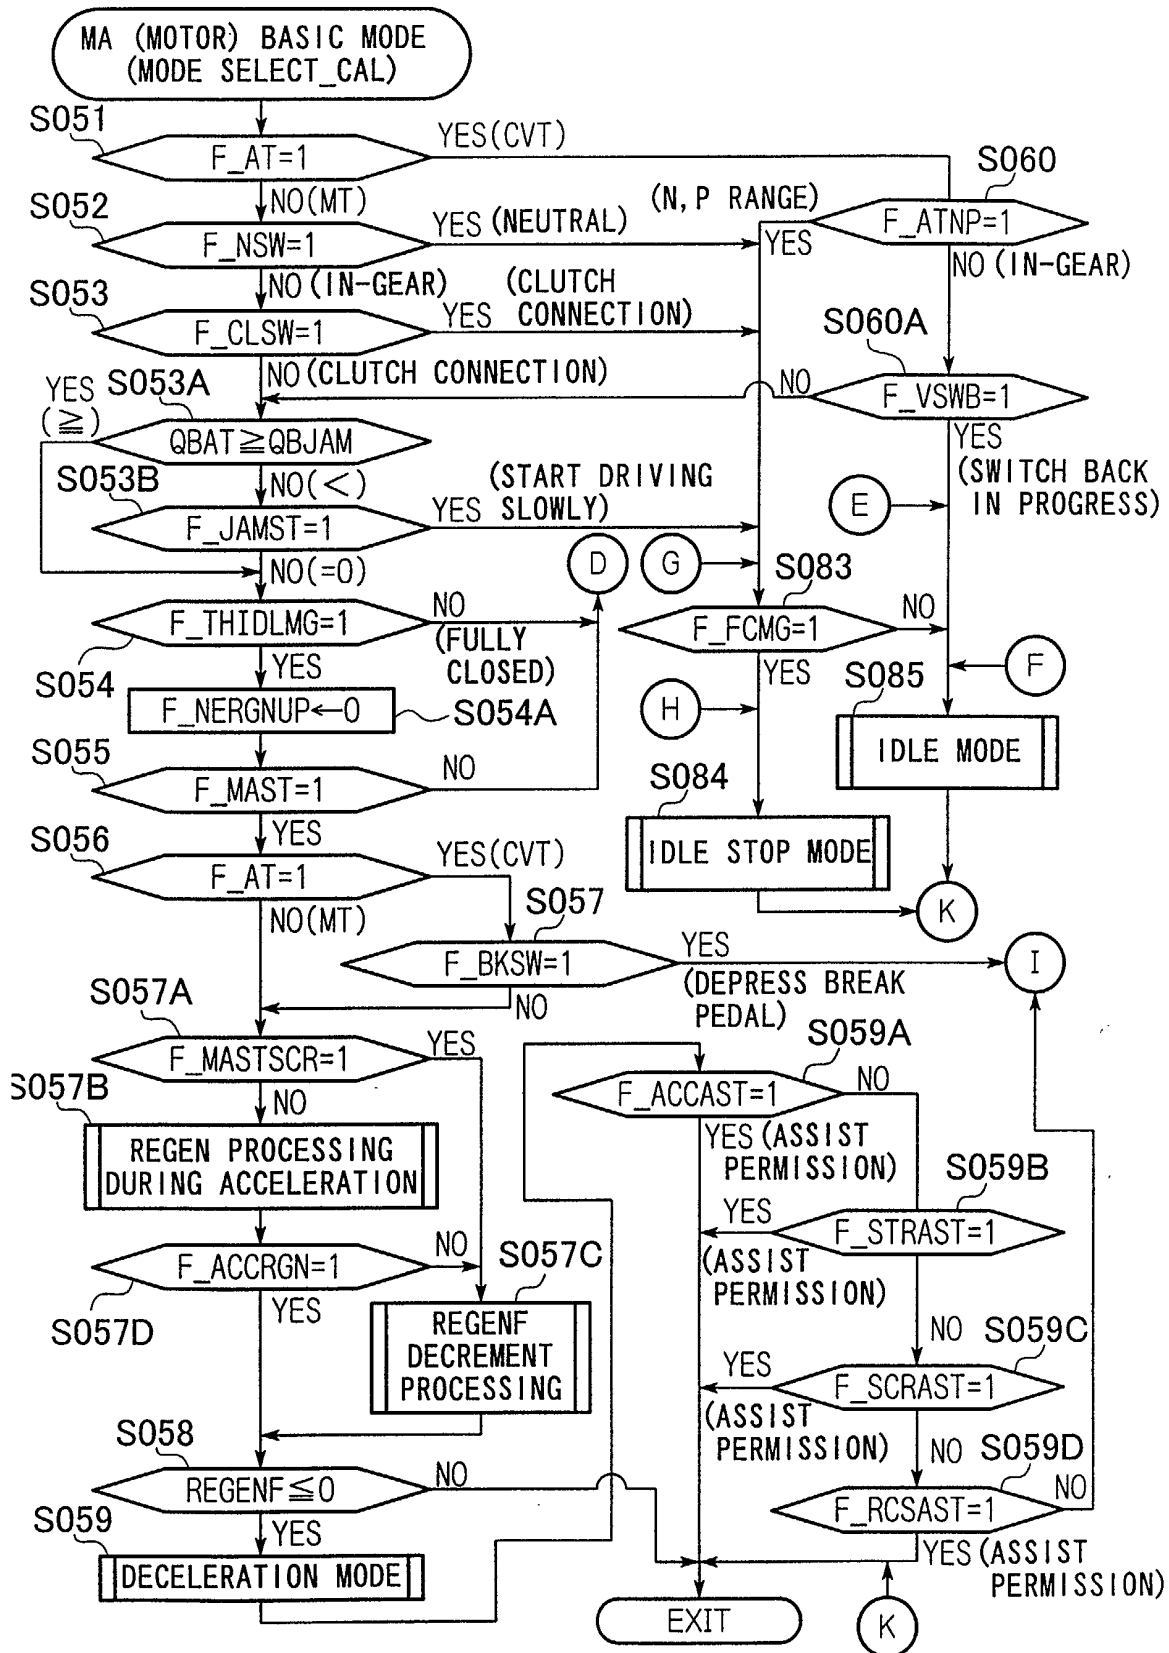 MA (MOTOR) BASIC MODE
(MODE SELECT_CAL)
S051
F_AT=1
YES(CVT)
NO(MT)
S052
F_NSW=1
YES (NEUTRAL)
NO (IN-GEAR)
S053
F_CLSW=1
YES (CLUTCH
CONNECTION)
NO (CLUTCH CONNECTION)
S060
(N, P RANGE)
F_ATNP=1
YES
NO (IN-GEAR)
S060A
F_VSWB=1
NO
YES
(SWITCH BACK
IN PROGRESS)
YES
(≧)
S053A
QBAT≧QBJAM
NO(<)
S053B
F_JAMST=1
YES (START DRIVING
SLOWLY)
NO(=0)
E
D
G
S083
F_FCMG=1
NO
YES
F
H
S085
IDLE MODE
S084
IDLE STOP MODE
K
F_THIDLMG=1
NO
(FULLY
CLOSED)
S054
YES
F_NERGNUP←0
S054A
S055
F_MAST=1
NO
YES
S056
F_AT=1
YES(CVT)
NO(MT)
S057
F_BKSW=1
YES
(DEPRESS BREAK
PEDAL)
NO
I
S057A
F_MASTSCR=1
YES
NO
S057B
REGEN PROCESSING
DURING ACCELERATION
F_ACCRGN=1
NO
S057D
YES
S057C
REGENF
DECREMENT
PROCESSING
S058
REGENF≦0
NO
YES
S059
DECELERATION MODE
S059A
F_ACCAST=1
NO
YES (ASSIST
PERMISSION)
S059B
YES
F_STRAST=1
(ASSIST
PERMISSION)
NO
S059C
YES
F_SCRAST=1
(ASSIST
PERMISSION)
NO
S059D
F_RCSAST=1
NO
YES (ASSIST
PERMISSION)
EXIT
K